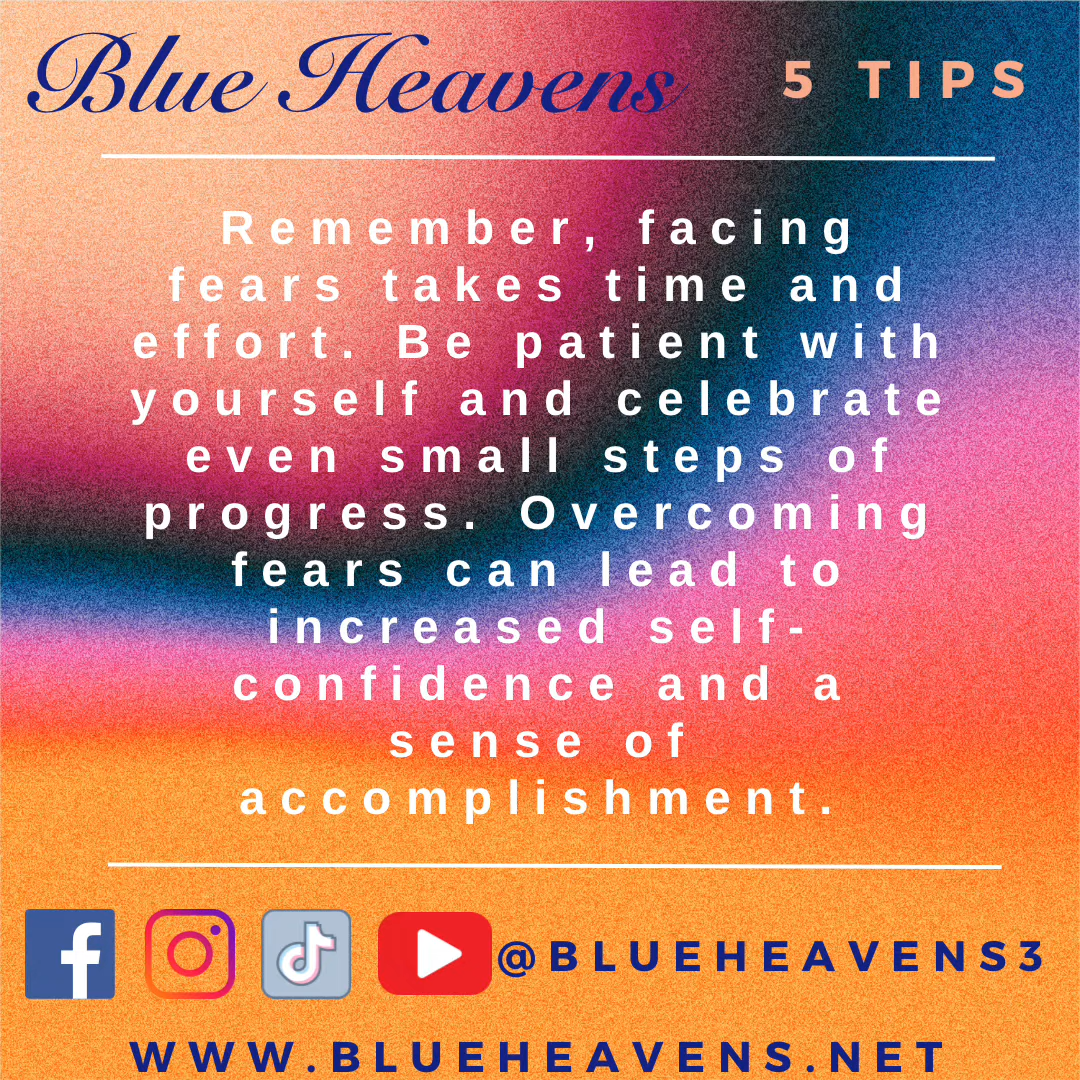 Blue Heavens
5 TIPS
Remember, facing
fears takes time and
effort. Be patient with
yourself and celebrate
even small steps of
progress. Overcoming
fears can lead to
increased self-
confidence and a
sense of
accomplishment.
@BLUEHEAVENS3
WWW.BLUEHEAVENS.NET